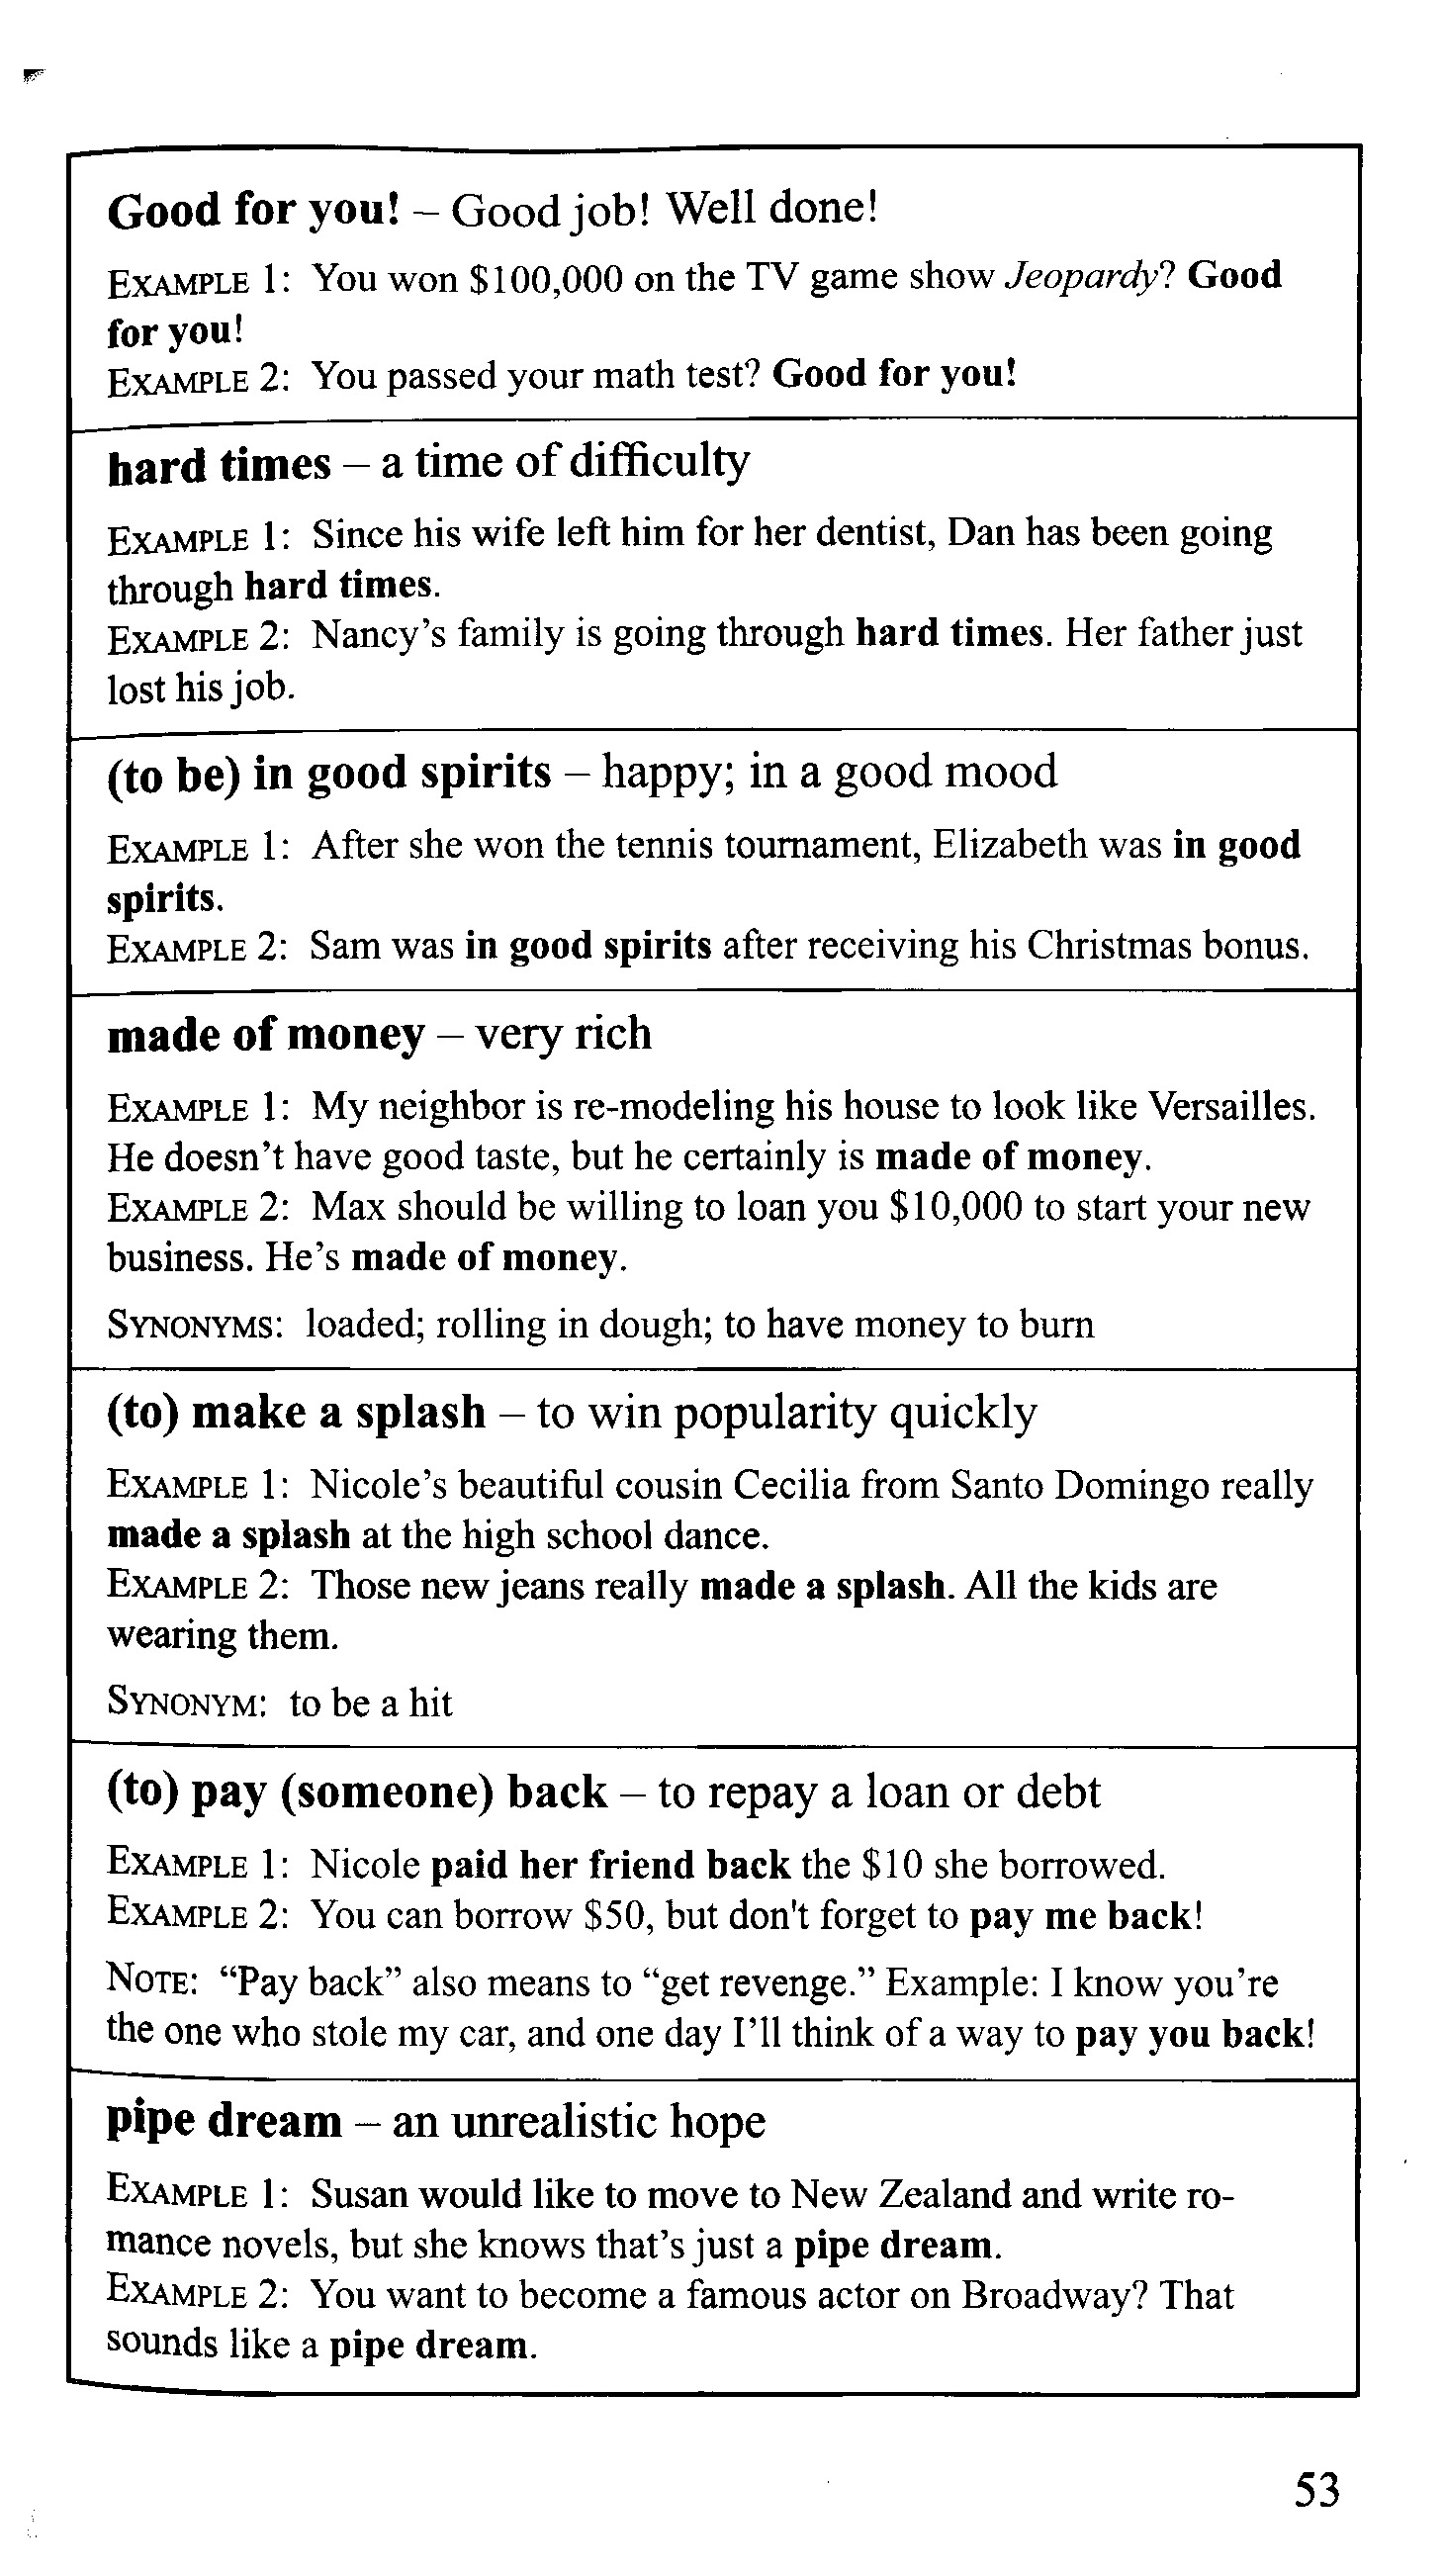 Good for you! – Good job! Well done!
EXAMPLE 1: You won $100,000 on the TV game show Jeopardy? Good
for you!
EXAMPLE 2: You passed your math test? Good for you!
hard times – a time of difficulty
EXAMPLE 1: Since his wife left him for her dentist, Dan has been going
through hard times.
EXAMPLE 2: Nancy’s family is going through hard times. Her father just
lost his job.
(to be) in good spirits – happy; in a good mood
EXAMPLE 1: After she won the tennis tournament, Elizabeth was in good
spirits.
EXAMPLE 2: Sam was in good spirits after receiving his Christmas bonus.
made of money – very rich
EXAMPLE 1: My neighbor is re-modeling his house to look like Versailles.
He doesn’t have good taste, but he certainly is made of money.
EXAMPLE 2: Max should be willing to loan you $10,000 to start your new
business. He’s made of money.
SYNONYMS: loaded; rolling in dough; to have money to burn
(to) make a splash – to win popularity quickly
EXAMPLE 1: Nicole’s beautiful cousin Cecilia from Santo Domingo really
made a splash at the high school dance.
EXAMPLE 2: Those new jeans really made a splash. All the kids are
wearing them.
SYNONYM: to be a hit
(to) pay (someone) back – to repay a loan or debt
EXAMPLE 1: Nicole paid her friend back the $10 she borrowed.
EXAMPLE 2: You can borrow $50, but don't forget to pay me back!
NOTE: “Pay back” also means to “get revenge.” Example: I know you’re
the one who stole my car, and one day I’ll think of a way to pay you back!
pipe dream – an unrealistic hope
EXAMPLE 1: Susan would like to move to New Zealand and write ro-
mance novels, but she knows that’s just a pipe dream.
EXAMPLE 2: You want to become a famous actor on Broadway? That
sounds like a pipe dream.
53